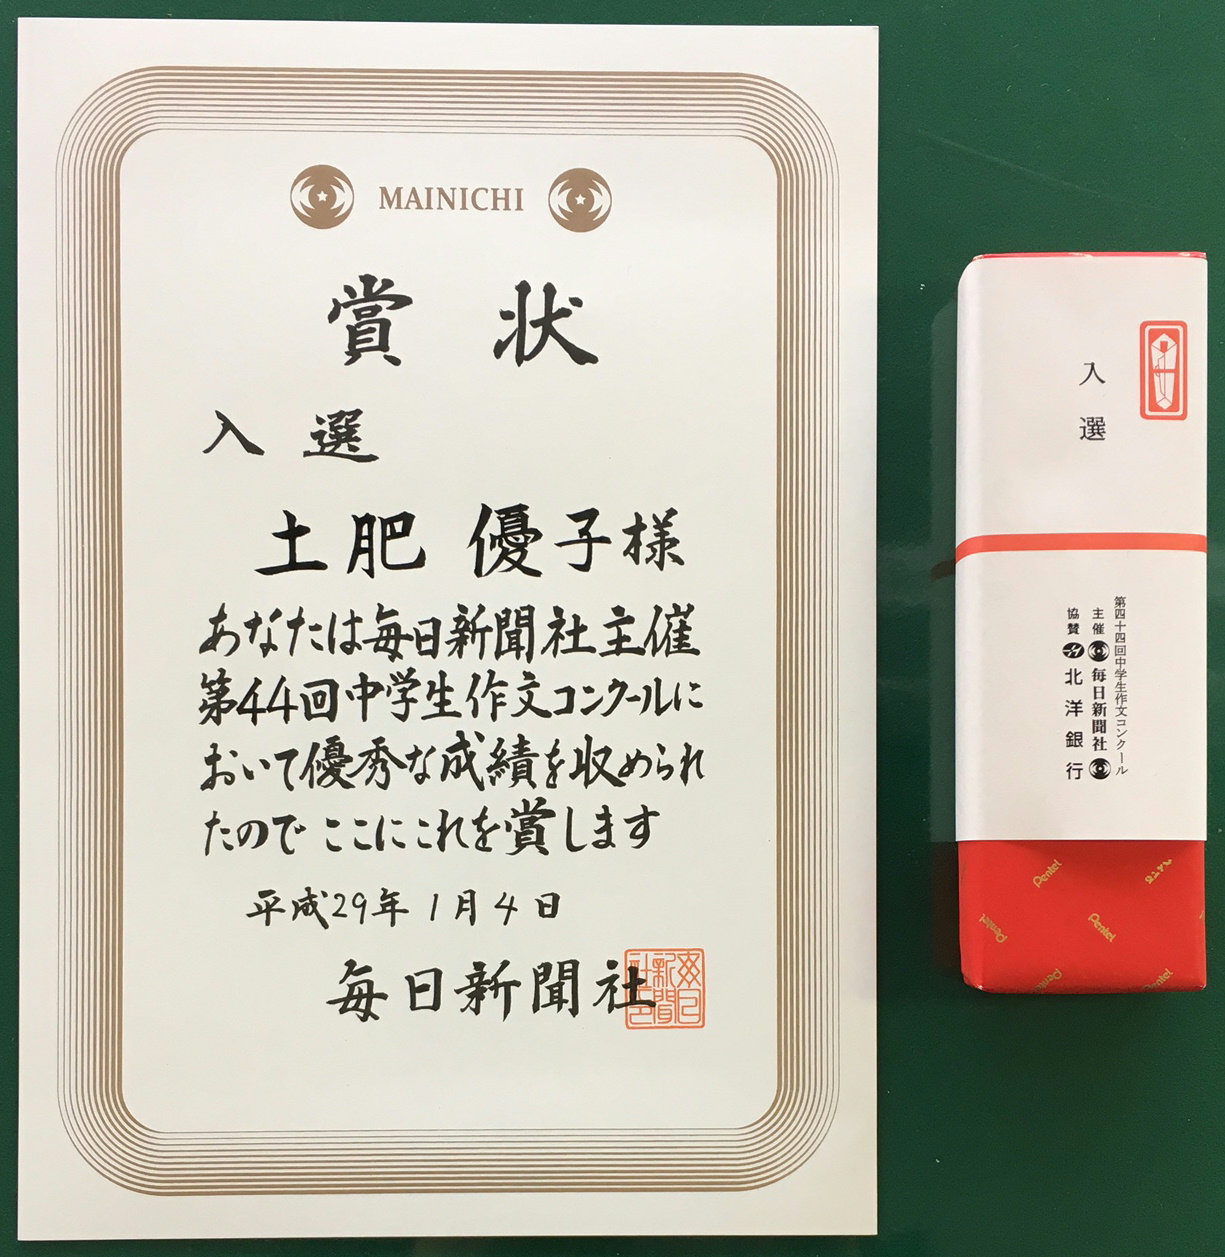 MAINICHI
賞状
入選
土肥 優子様
あなたは毎日新聞社主催
第44回中学生作文コンクールに
おいて優秀な成績を収められ
たので ここにこれを賞します
平成29年1月4日
毎日新聞社
入選
第四十四回中学生作文コンクール
主催 毎日新聞社
協賛 北洋銀行
Pentel
Pentel
Pentel
Pentel
Pentel